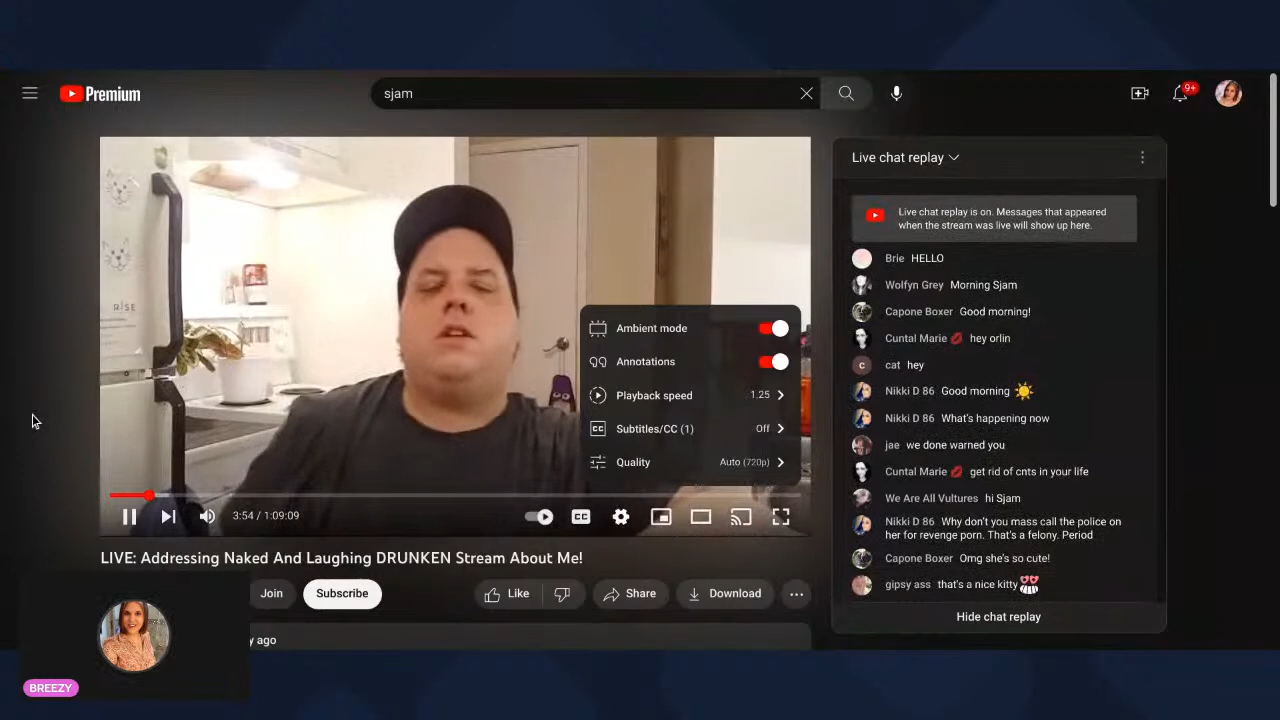 Premium
sjam
9+
RISE
Ambient mode
Annotations
Playback speed 1.25
CC Subtitles/CC (1) Off
Quality Auto (720p)
3:54 / 1:09:09
CC
LIVE: Addressing Naked And Laughing DRUNKEN Stream About Me!
Join
Subscribe
Like
Share
Download
y ago
BREEZY
Live chat replay
Live chat replay is on. Messages that appeared
when the stream was live will show up here.
Brie HELLO
Wolfyn Grey Morning Sjam
Capone Boxer Good morning!
Cuntal Marie 💋 hey orlin
c cat hey
Nikki D 86 Good morning ☀️
Nikki D 86 What's happening now
jae we done warned you
Cuntal Marie 💋 get rid of cnts in your life
We Are All Vultures hi Sjam
Nikki D 86 Why don't you mass call the police on
her for revenge porn. That's a felony. Period
Capone Boxer Omg she's so cute!
gipsy ass that's a nice kitty
Hide chat replay